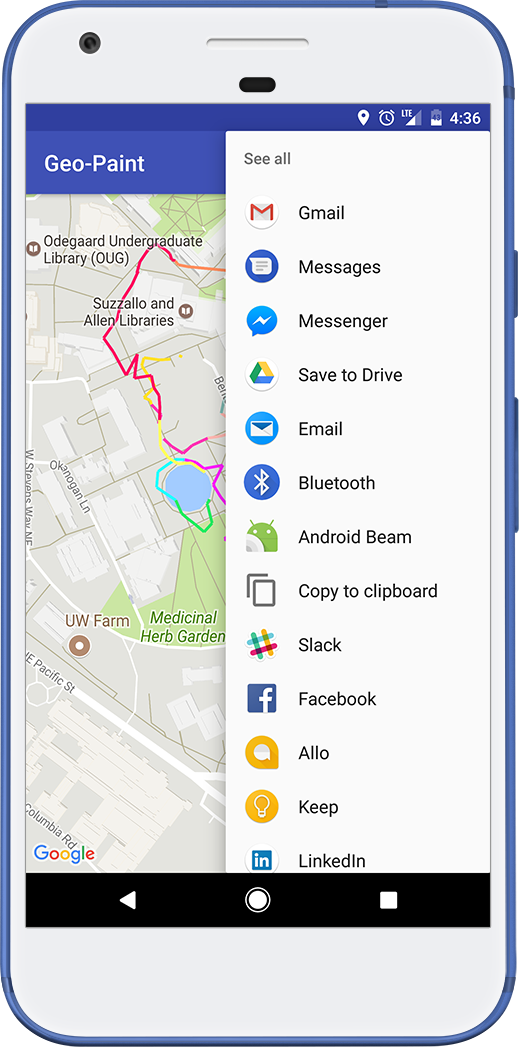 LTE
43
4:36
Geo-Paint
See all
Gmail
Messages
Messenger
Save to Drive
Email
Bluetooth
Android Beam
Copy to clipboard
Slack
Facebook
Allo
Keep
LinkedIn
Odegaard Undergraduate
Library (OUG)
Suzzallo and
Allen Libraries
W Stevens Way NE
Okanogan Ln
UW Farm
Medicinal
Herb Garden
NE Pacific St
Columbia Rd
Google